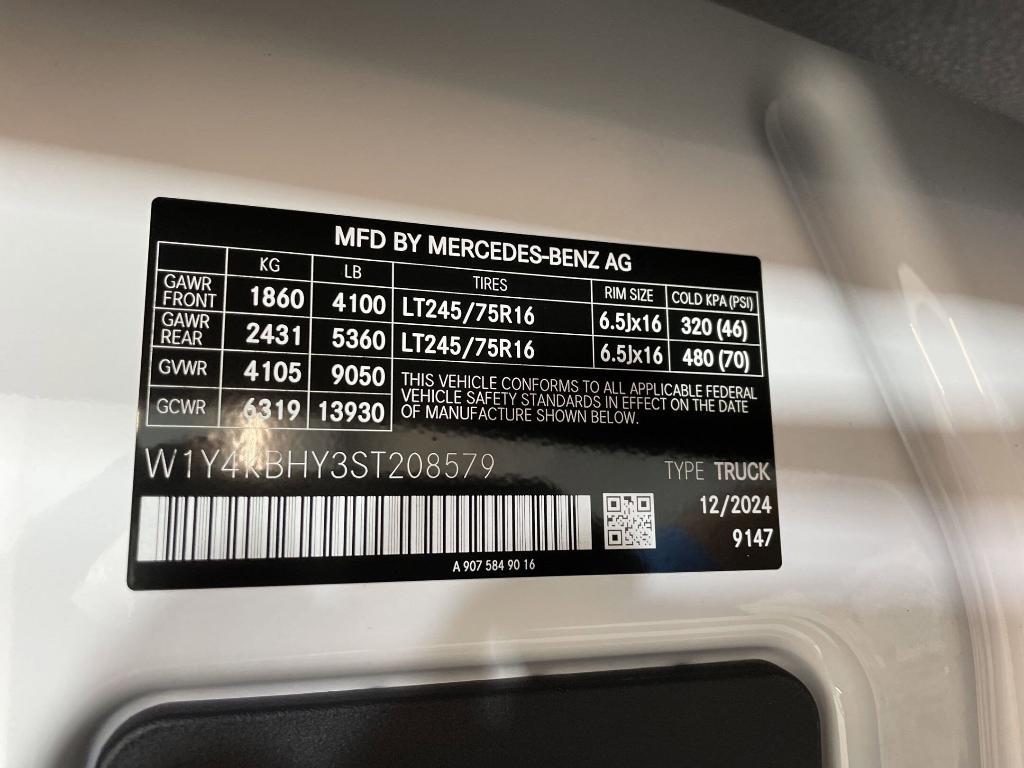 MFD BY MERCEDES-BENZ AG
KG LB TIRES RIM SIZE COLD KPA (PSI)
GAWR FRONT 1860 4100 LT245/75R16 6.5Jx16 320 (46)
GAWR REAR 2431 5360 LT245/75R16 6.5Jx16 480 (70)
GVWR 4105 9050
GCWR 6319 13930
THIS VEHICLE CONFORMS TO ALL APPLICABLE FEDERAL
VEHICLE SAFETY STANDARDS IN EFFECT ON THE DATE
OF MANUFACTURE SHOWN BELOW.
W1Y4KBHY3ST208579 TYPE TRUCK
12/2024
9147
A 907 584 90 16